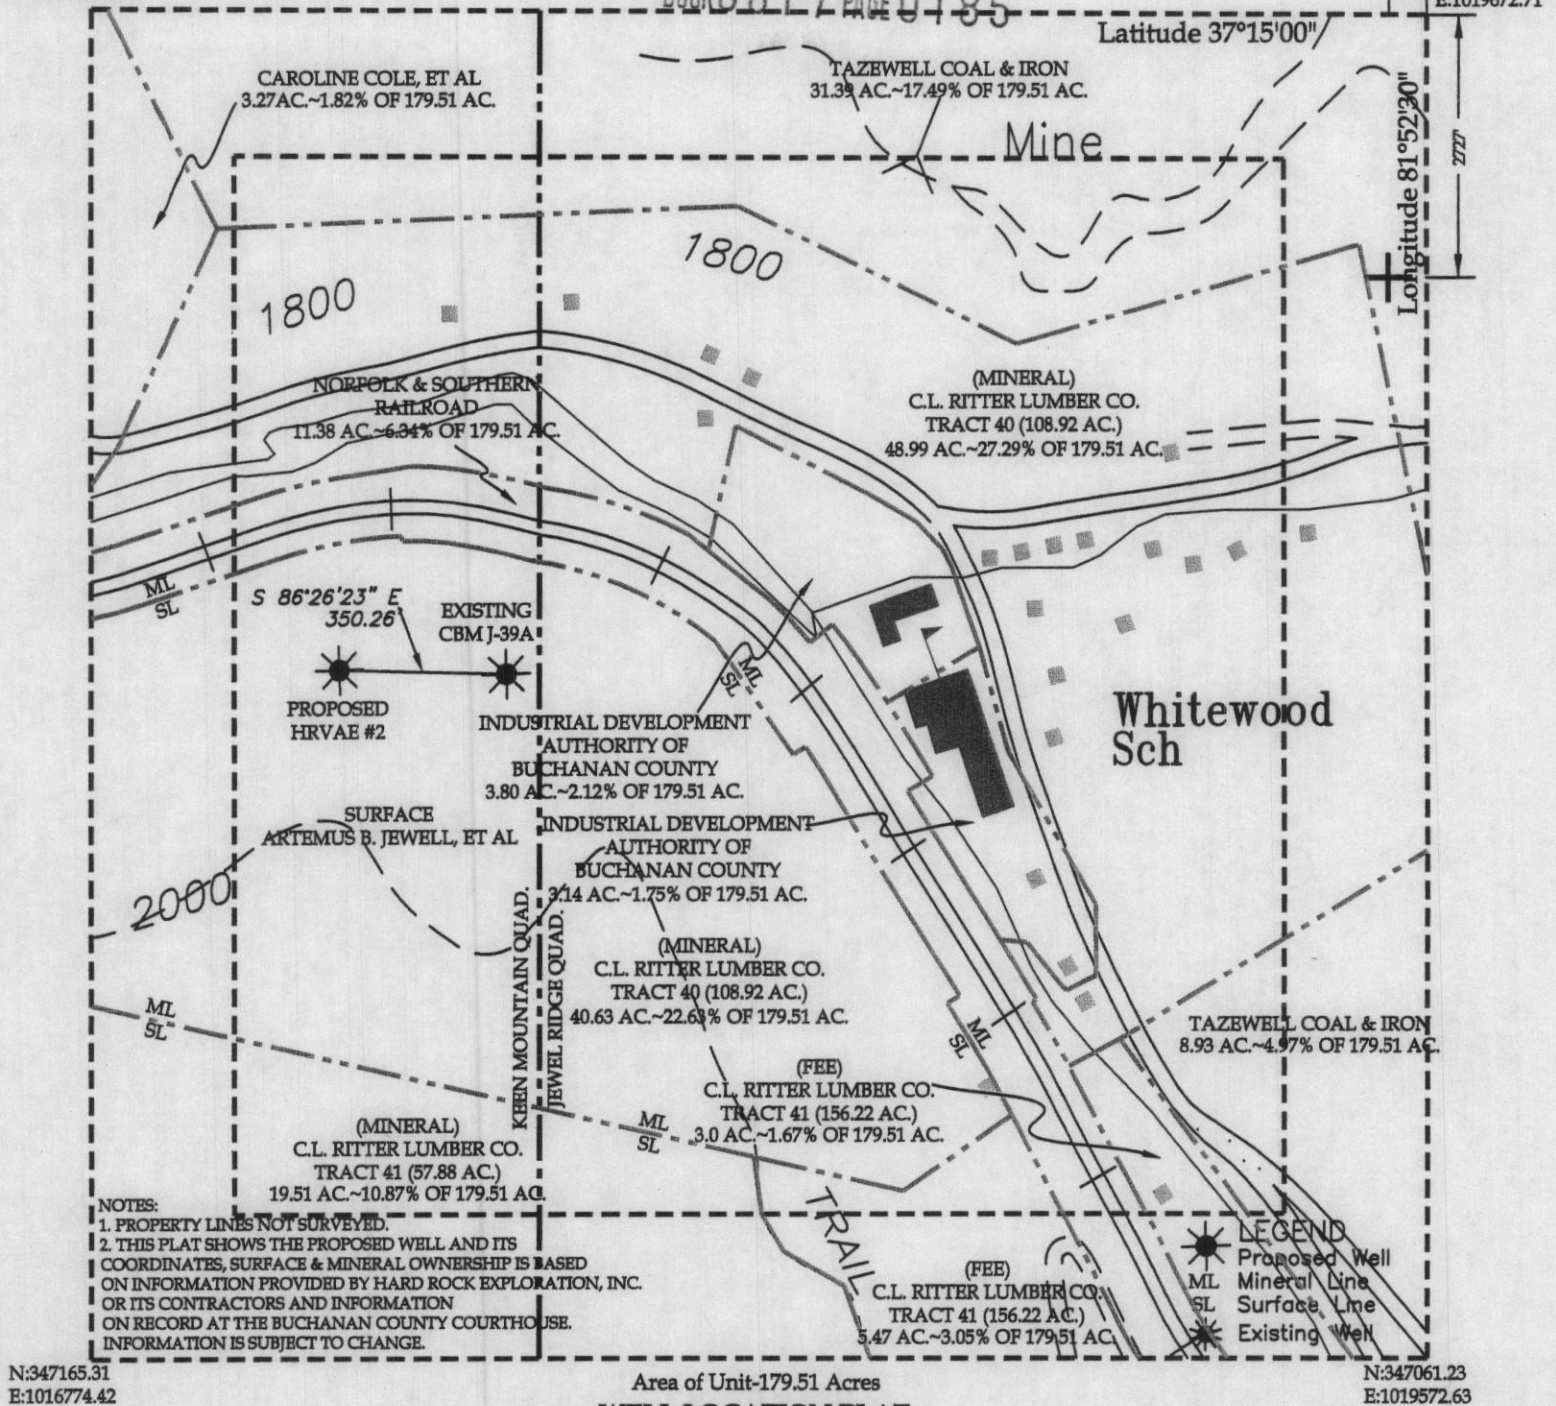 BOOK 0817 PAGE 0185
Latitude 37°15'00"
CAROLINE COLE, ET AL
3.27AC.~1.82% OF 179.51 AC.
TAZEWELL COAL & IRON
31.39 AC.~17.49% OF 179.51 AC.
Mine
Longitude 81°52'30"
2727'
1800
1800
NORFOLK & SOUTHERN
RAILROAD
11.38 AC.~6.34% OF 179.51 AC.
(MINERAL)
C.L. RITTER LUMBER CO.
TRACT 40 (108.92 AC.)
48.99 AC.~27.29% OF 179.51 AC.
ML
SL
S 86°26'23" E
350.26'
EXISTING
CBM J-39A
PROPOSED
HRVAE #2
ML
SL
INDUSTRIAL DEVELOPMENT
AUTHORITY OF
BUCHANAN COUNTY
3.80 AC.~2.12% OF 179.51 AC.
Whitewood
Sch
SURFACE
ARTEMUS B. JEWELL, ET AL
INDUSTRIAL DEVELOPMENT
AUTHORITY OF
BUCHANAN COUNTY
3.14 AC.~1.75% OF 179.51 AC.
2000
KEEN MOUNTAIN QUAD.
JEWEL RIDGE QUAD.
(MINERAL)
C.L. RITTER LUMBER CO.
TRACT 40 (108.92 AC.)
40.63 AC.~22.63% OF 179.51 AC.
ML
SL
ML
SL
TAZEWELL COAL & IRON
8.93 AC.~4.97% OF 179.51 AC.
(FEE)
C.L. RITTER LUMBER CO.
TRACT 41 (156.22 AC.)
3.0 AC.~1.67% OF 179.51 AC.
ML
SL
(MINERAL)
C.L. RITTER LUMBER CO.
TRACT 41 (57.88 AC.)
19.51 AC.~10.87% OF 179.51 AC.
TRAIL
NOTES:
1. PROPERTY LINES NOT SURVEYED.
2. THIS PLAT SHOWS THE PROPOSED WELL AND ITS
COORDINATES, SURFACE & MINERAL OWNERSHIP IS BASED
ON INFORMATION PROVIDED BY HARD ROCK EXPLORATION, INC.
OR ITS CONTRACTORS AND INFORMATION
ON RECORD AT THE BUCHANAN COUNTY COURTHOUSE.
INFORMATION IS SUBJECT TO CHANGE.
(FEE)
C.L. RITTER LUMBER CO.
TRACT 41 (156.22 AC.)
5.47 AC.~3.05% OF 179.51 AC.
LEGEND
Proposed Well
ML Mineral Line
SL Surface Line
Existing Well
N:347165.31
E:1016774.42
Area of Unit-179.51 Acres
N:347061.23
E:1019572.63
WELL LOCATION PLAT